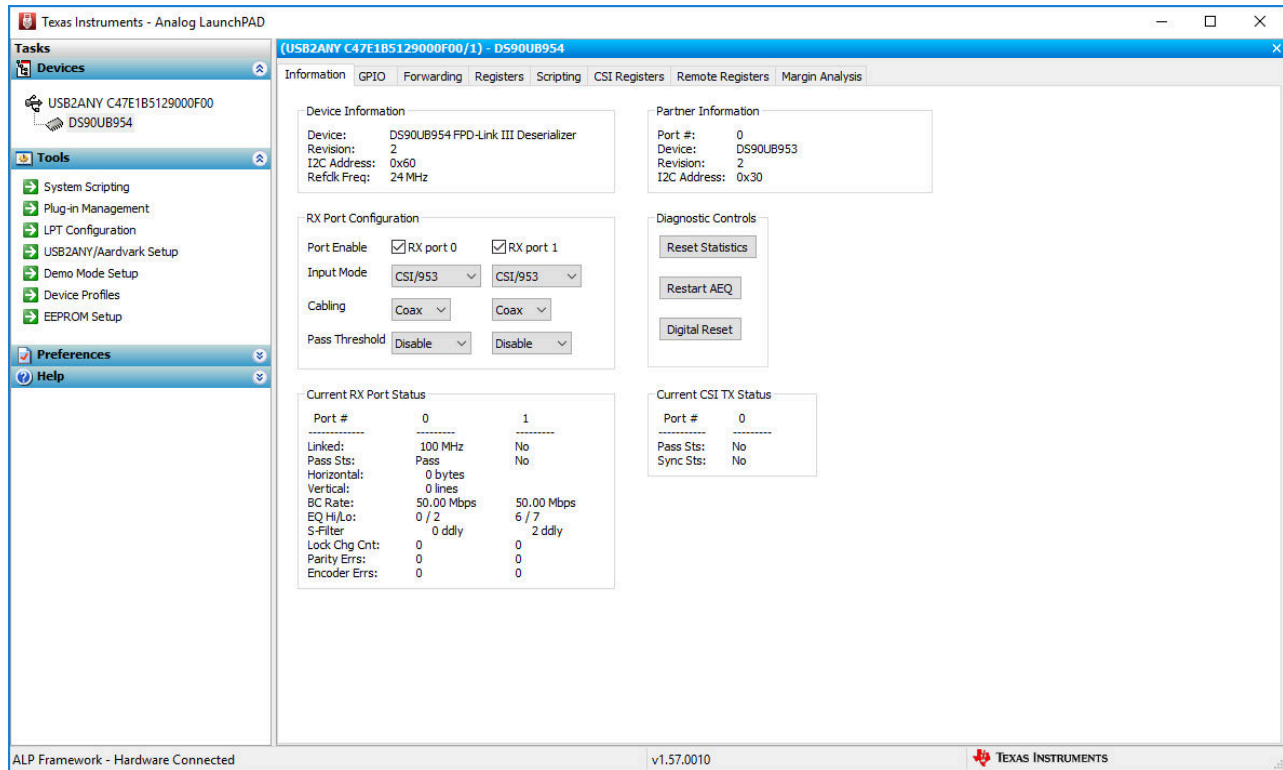 Texas Instruments - Analog LaunchPAD
Tasks
Devices
USB2ANY C47E1B5129000F00
DS90UB954
Tools
System Scripting
Plug-in Management
LPT Configuration
USB2ANY/Aardvark Setup
Demo Mode Setup
Device Profiles
EEPROM Setup
Preferences
Help
(USB2ANY C47E1B5129000F00/1) - DS90UB954
Information GPIO Forwarding Registers Scripting CSI Registers Remote Registers Margin Analysis
Device Information
Device: DS90UB954 FPD-Link III Deserializer
Revision: 2
I2C Address: 0x60
Refclk Freq: 24 MHz
Partner Information
Port #: 0
Device: DS90UB953
Revision: 2
I2C Address: 0x30
RX Port Configuration
Port Enable RX port 0 RX port 1
Input Mode CSI/953 CSI/953
Cabling Coax Coax
Pass Threshold Disable Disable
Diagnostic Controls
Reset Statistics
Restart AEQ
Digital Reset
Current RX Port Status
Port # 0 1
------------- --------- ---------
Linked: 100 MHz No
Pass Sts: Pass No
Horizontal: 0 bytes
Vertical: 0 lines
BC Rate: 50.00 Mbps 50.00 Mbps
EQ Hi/Lo: 0 / 2 6 / 7
S-Filter 0 ddly 2 ddly
Lock Chg Cnt: 0 0
Parity Errs: 0 0
Encoder Errs: 0 0
Current CSI TX Status
Port # 0
----------- ---------
Pass Sts: No
Sync Sts: No
ALP Framework - Hardware Connected
v1.57.0010
TEXAS INSTRUMENTS